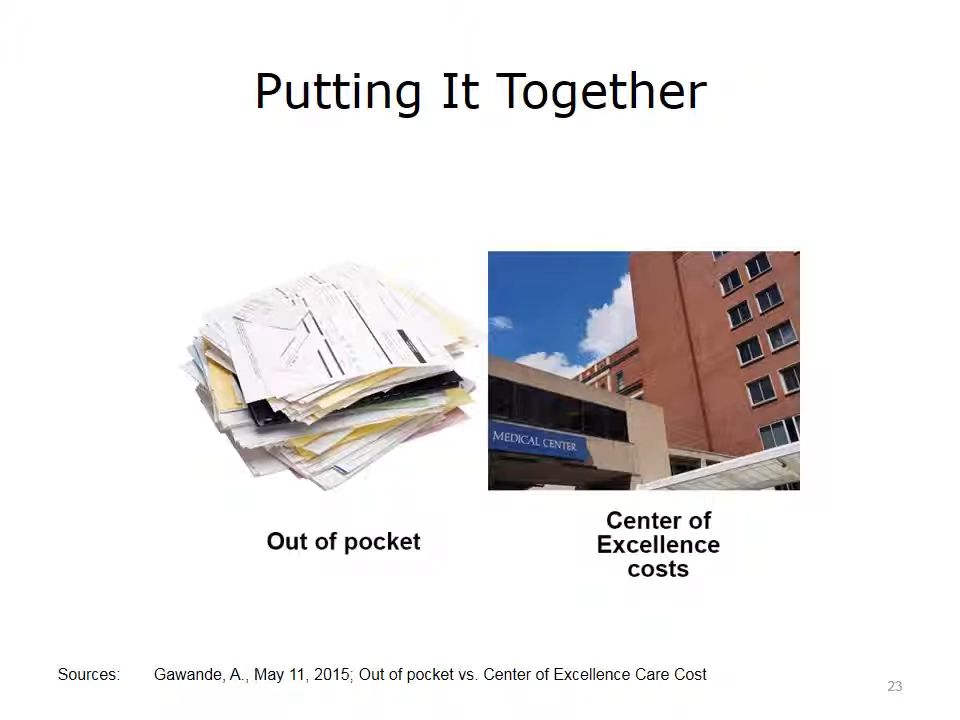 Putting It Together
MEDICAL CENTER
Out of pocket
Center of
Excellence
costs
Sources: Gawande, A., May 11, 2015; Out of pocket vs. Center of Excellence Care Cost
23